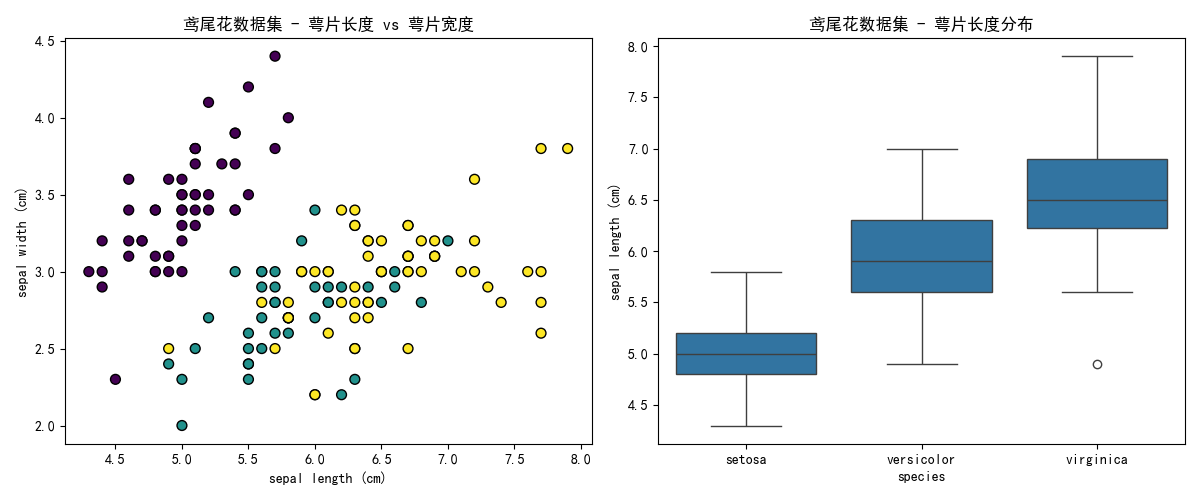 鸢尾花数据集 - 萼片长度 vs 萼片宽度
4.5
4.0
3.5
3.0
2.5
2.0
sepal width (cm)
4.5 5.0 5.5 6.0 6.5 7.0 7.5 8.0
sepal length (cm)
鸢尾花数据集 - 萼片长度分布
8.0
7.5
7.0
6.5
6.0
5.5
5.0
4.5
sepal length (cm)
setosa versicolor virginica
species